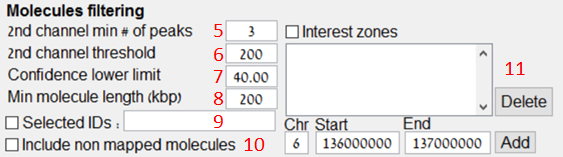 Molecules filtering
2nd channel min # of peaks 5 3
2nd channel threshold 6 200
Confidence lower limit 7 40.00
Min molecule length (kbp) 8 200
Selected IDs : 9
Include non mapped molecules 10
Interest zones
11
Delete
Chr Start End
6 136000000 137000000 Add